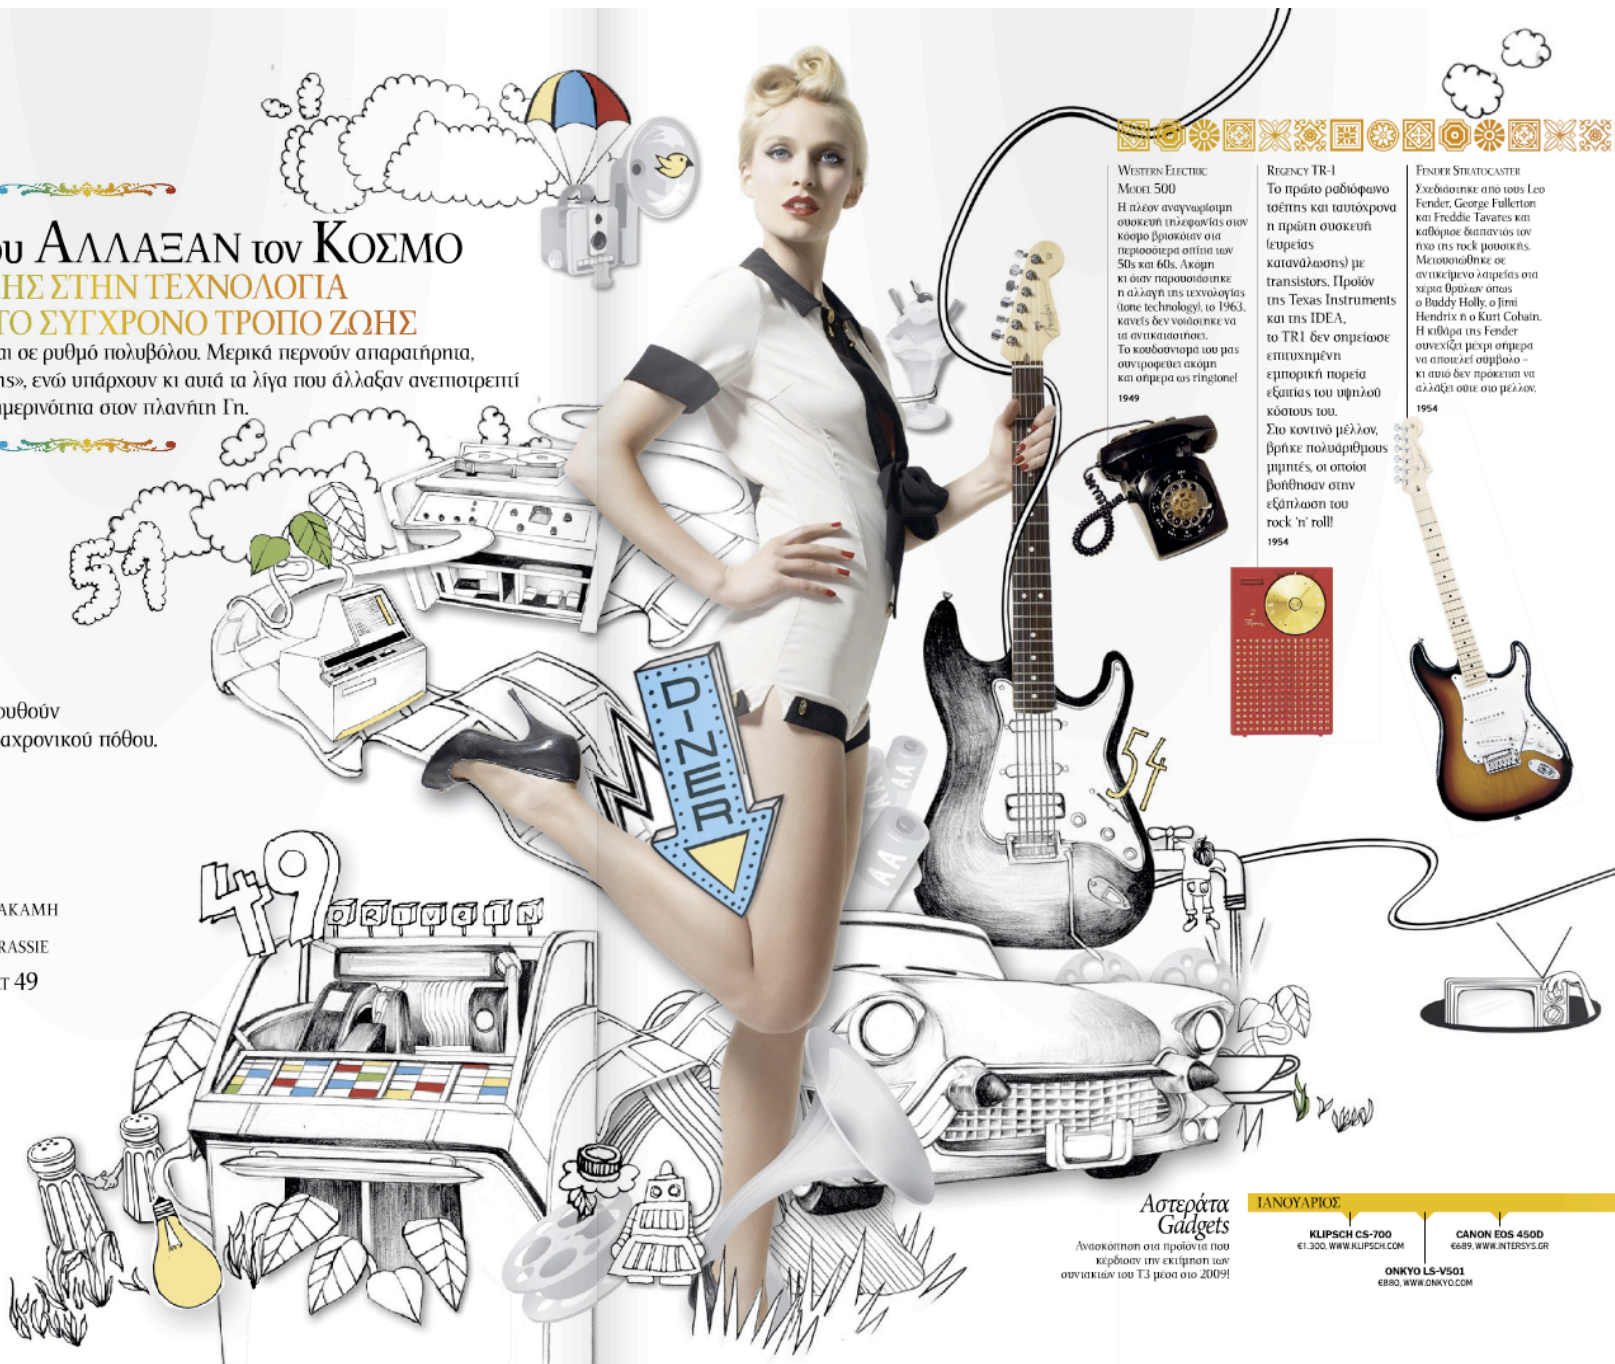 ου ΑΛΛΑΞΑΝ τον ΚΟΣΜΟ
ΗΣ ΣΤΗΝ ΤΕΧΝΟΛΟΓΙΑ
ΤΟ ΣΥΓΧΡΟΝΟ ΤΡΟΠΟ ΖΩΗΣ
αι σε ρυθμό πολυβόλου. Μερικά περνούν απαρατήρητα,
ης», ενώ υπάρχουν κι αυτά τα λίγα που άλλαξαν ανεπιστρεπτί
ημερινότητα στον πλανήτη Γη.
ουθούν
αχρονικού πόθου.
ΑΚΑΜΗ
RASSIE
49
51
49
DRIVE IN
DINER
54
AA
AA
WESTERN ELECTRIC
MODEL 500
Η πλέον αναγνωρίσιμη
συσκευή τηλεφωνίας στον
κόσμο βρισκόταν στα
περισσότερα σπίτια των
50s και 60s. Ακόμη
κι όταν παρουσιάστηκε
η αλλαγή της τεχνολογίας
(tone technology), το 1963,
κανείς δεν νοιάστηκε να
τα αντικαταστήσει.
Το κουδούνισμά του μας
συντροφεύει ακόμη
και σήμερα ως ringtone!
1949
REGENCY TR-1
Το πρώτο ραδιόφωνο
τσέπης και ταυτόχρονα
η πρώτη συσκευή
(ευρείας
κατανάλωσης) με
transistors. Προϊόν
της Texas Instruments
και της IDEA,
το TR1 δεν σημείωσε
επιτυχημένη
εμπορική πορεία
εξαιτίας του υψηλού
κόστους του.
Στο κοντινό μέλλον,
βρήκε πολυάριθμους
μιμητές, οι οποίοι
βοήθησαν στην
εξάπλωση του
rock 'n' roll!
1954
FENDER STRATOCASTER
Σχεδιάστηκε από τους Leo
Fender, George Fullerton
και Freddie Tavares και
καθόρισε διαπαντός τον
ήχο της rock μουσικής.
Μετουσιώθηκε σε
αντικείμενο λατρείας στα
χέρια θρύλων όπως
ο Buddy Holly, ο Jimi
Hendrix ή ο Kurt Cobain.
Η κιθάρα της Fender
συνεχίζει μέχρι σήμερα
να αποτελεί σύμβολο –
κι αυτό δεν πρόκειται να
αλλάξει ούτε στο μέλλον.
1954
Αστεράτα
Gadgets
Ανασκόπηση στα προϊόντα που
κέρδισαν την εκτίμηση των
συντακτών του T3 μέσα στο 2009!
ΙΑΝΟΥΑΡΙΟΣ
KLIPSCH CS-700
€1.300, WWW.KLIPSCH.COM
ONKYO LS-V501
€880, WWW.ONKYO.COM
CANON EOS 450D
€689, WWW.INTERSYS.GR